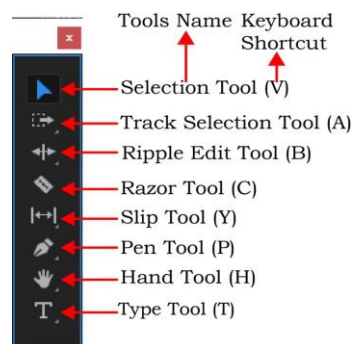 Tools Name Keyboard
Shortcut
Selection Tool (V)
Track Selection Tool (A)
Ripple Edit Tool (B)
Razor Tool (C)
Slip Tool (Y)
Pen Tool (P)
Hand Tool (H)
Type Tool (T)